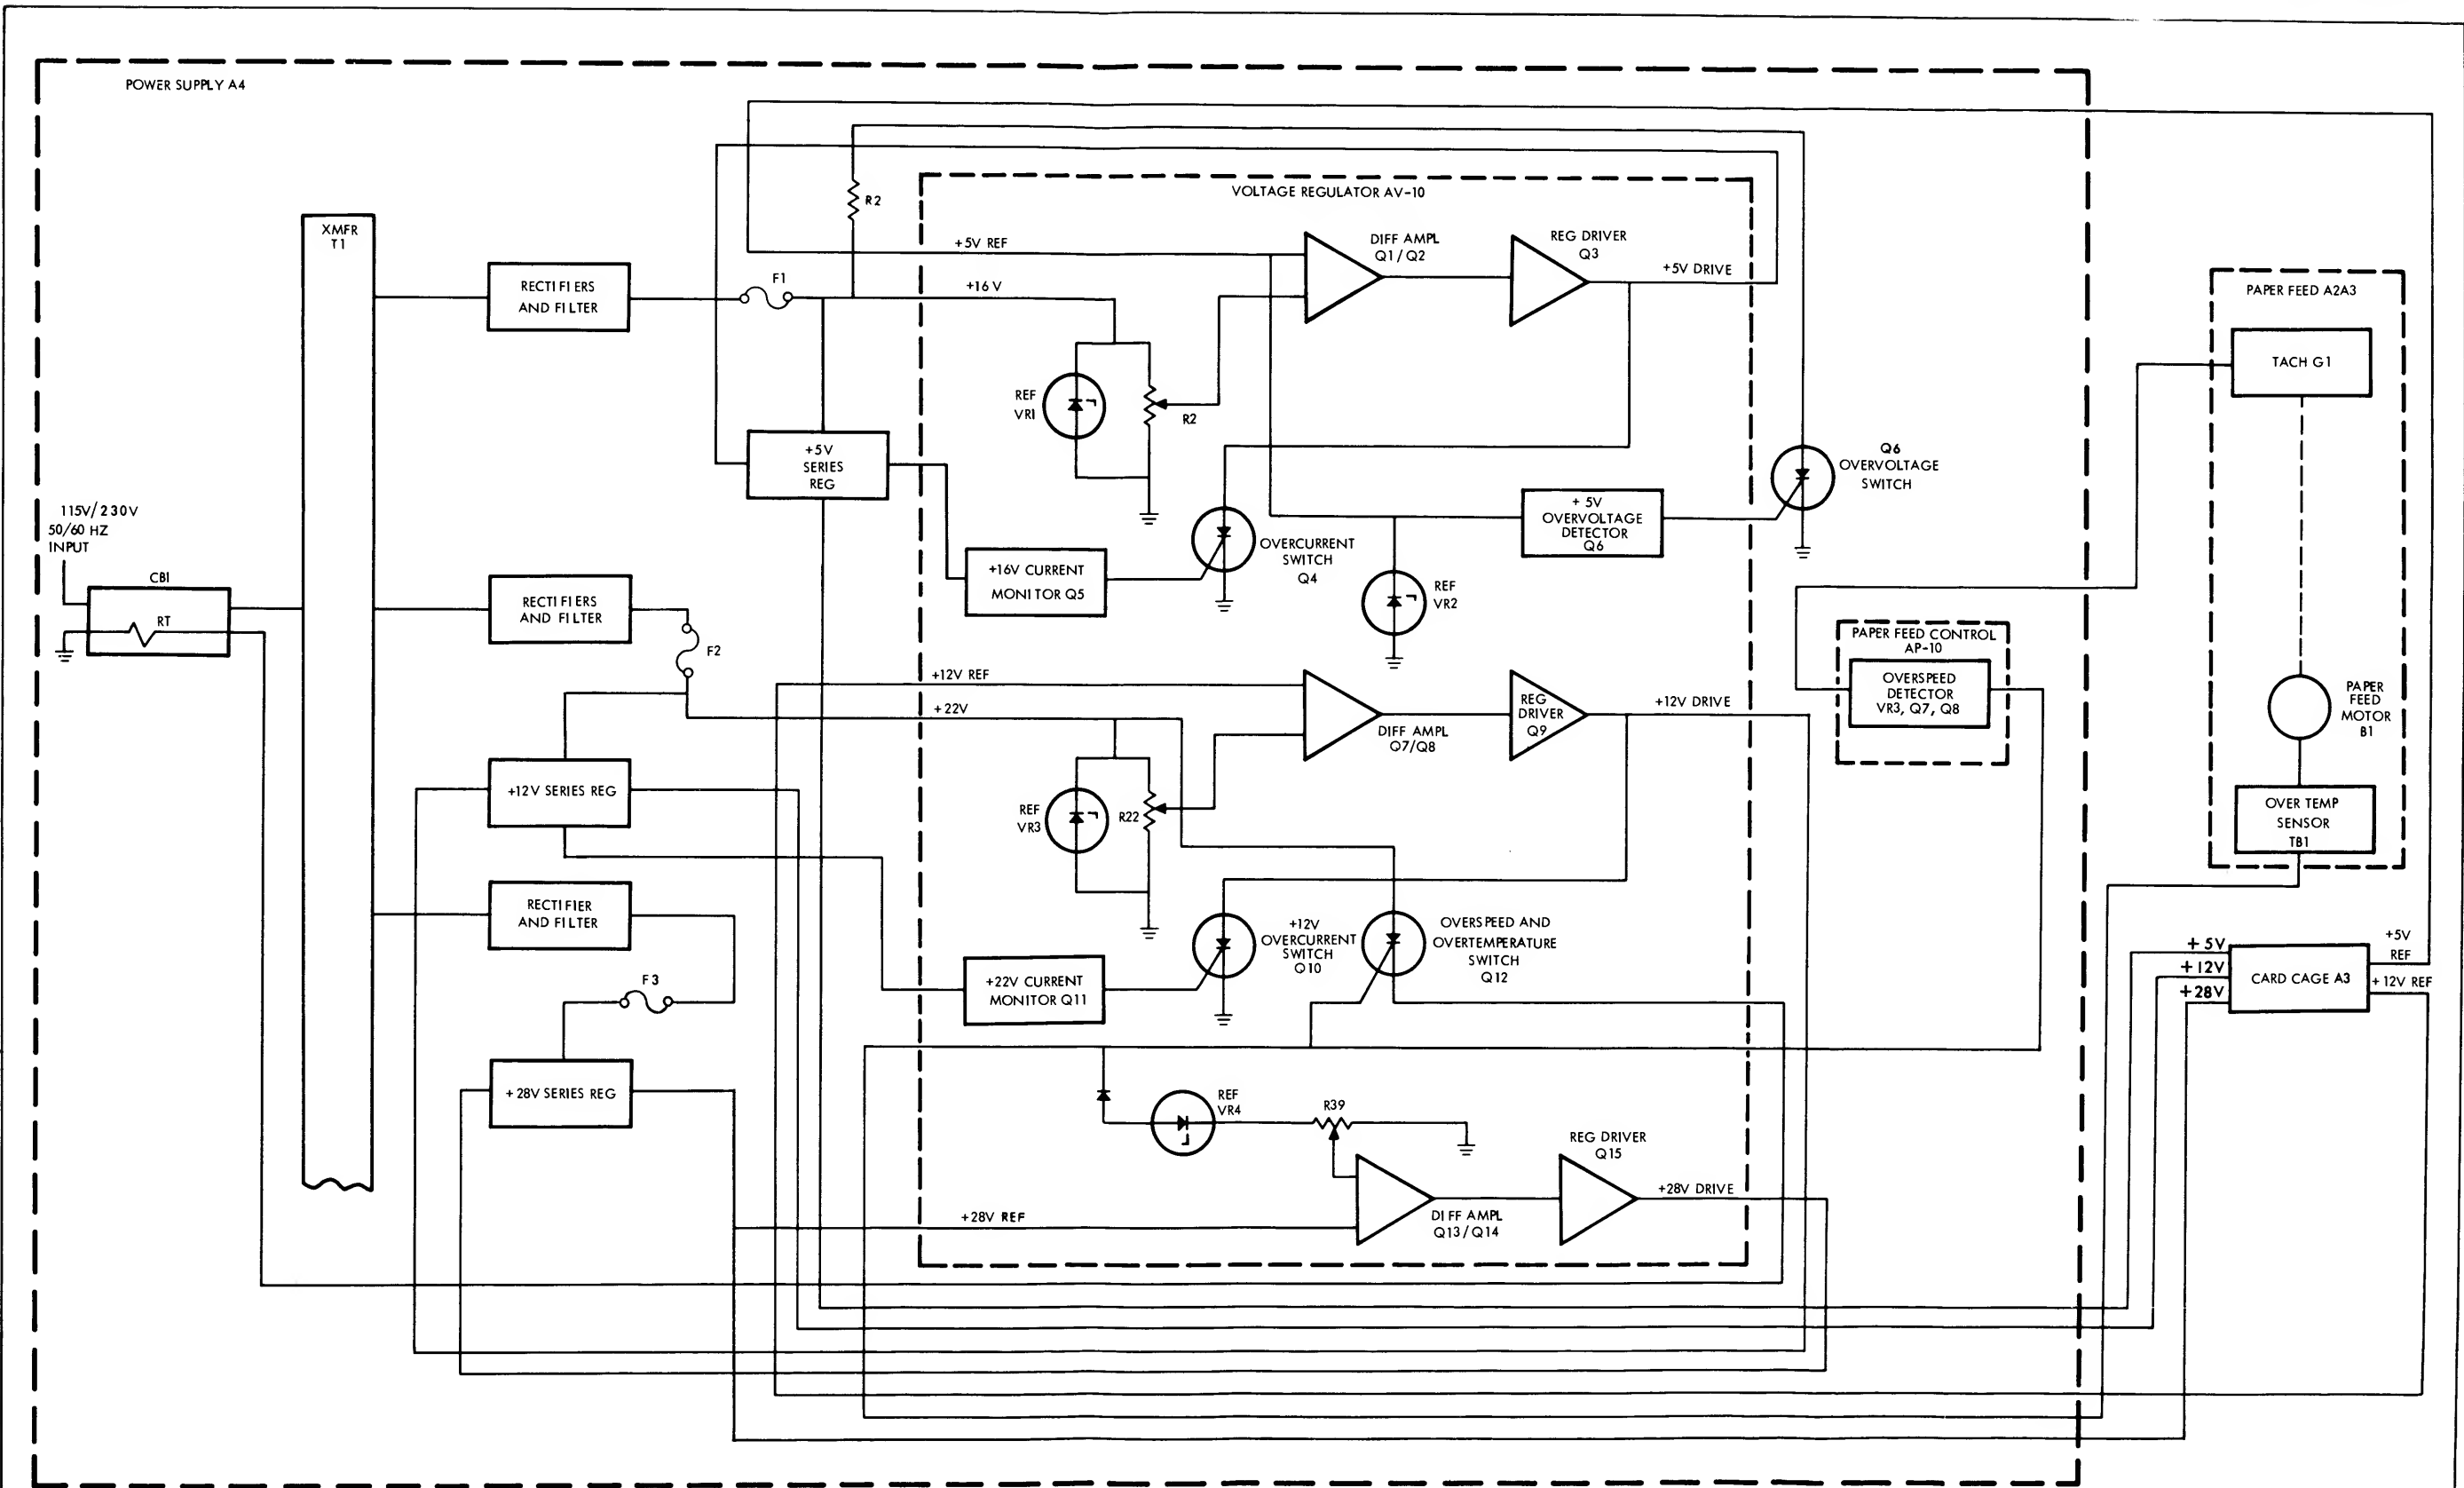 POWER SUPPLY A4
VOLTAGE REGULATOR AV-10
XMFR
T1
RECTIFIERS
AND FILTER
F1
R2
+5V REF
+16 V
DIFF AMPL
Q1/Q2
REG DRIVER
Q3
+5V DRIVE
PAPER FEED A2A3
TACH G1
REF
VR1
R2
+5V
SERIES
REG
Q6
OVERVOLTAGE
SWITCH
+ 5V
OVERVOLTAGE
DETECTOR
Q6
115V/230V
50/60 HZ
INPUT
CB1
RT
RECTIFIERS
AND FILTER
F2
+16V CURRENT
MONITOR Q5
OVERCURRENT
SWITCH
Q4
REF
VR2
PAPER FEED CONTROL
AP-10
OVERSPEED
DETECTOR
VR3, Q7, Q8
PAPER
FEED
MOTOR
B1
+12V REF
+22V
DIFF AMPL
Q7/Q8
REG
DRIVER
Q9
+12V DRIVE
+12V SERIES REG
REF
VR3
R22
OVER TEMP
SENSOR
TB1
RECTIFIER
AND FILTER
F3
+22V CURRENT
MONITOR Q11
+12V
OVERCURRENT
SWITCH
Q10
OVERSPEED AND
OVERTEMPERATURE
SWITCH
Q12
+ 5V
+12V
+28V
CARD CAGE A3
+5V
REF
+12V REF
+28V SERIES REG
REF
VR4
R39
REG DRIVER
Q15
+28V REF
DIFF AMPL
Q13/Q14
+28V DRIVE